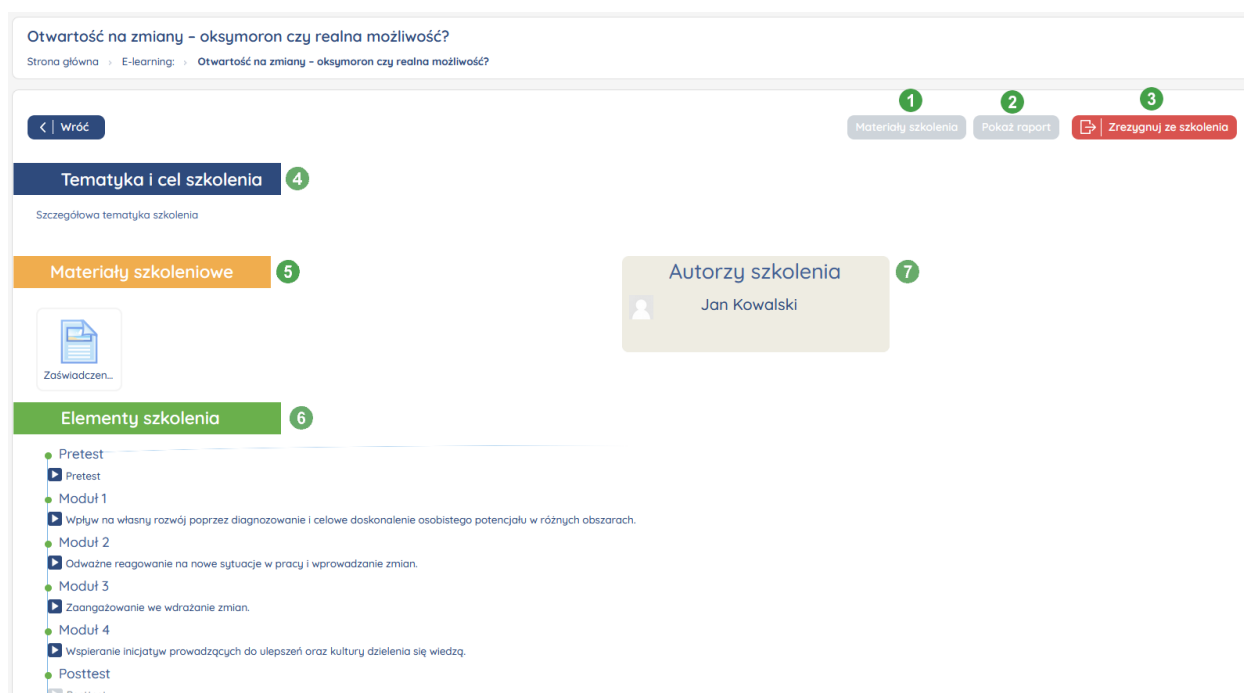 Otwartość na zmiany – oksymoron czy realna możliwość?
Strona główna › E-learning: › Otwartość na zmiany – oksymoron czy realna możliwość?
1 2 3
Wróć Materiały szkolenia Pokaż raport Zrezygnuj ze szkolenia
Tematyka i cel szkolenia 4
Szczegółowa tematyka szkolenia
Materiały szkoleniowe 5
Autorzy szkolenia 7
Jan Kowalski
Zaświadczen...
Elementy szkolenia 6
Pretest
Pretest
Moduł 1
Wpływ na własny rozwój poprzez diagnozowanie i celowe doskonalenie osobistego potencjału w różnych obszarach.
Moduł 2
Odważne reagowanie na nowe sytuacje w pracy i wprowadzanie zmian.
Moduł 3
Zaangażowanie we wdrażanie zmian.
Moduł 4
Wspieranie inicjatyw prowadzących do ulepszeń oraz kultury dzielenia się wiedzą.
Posttest